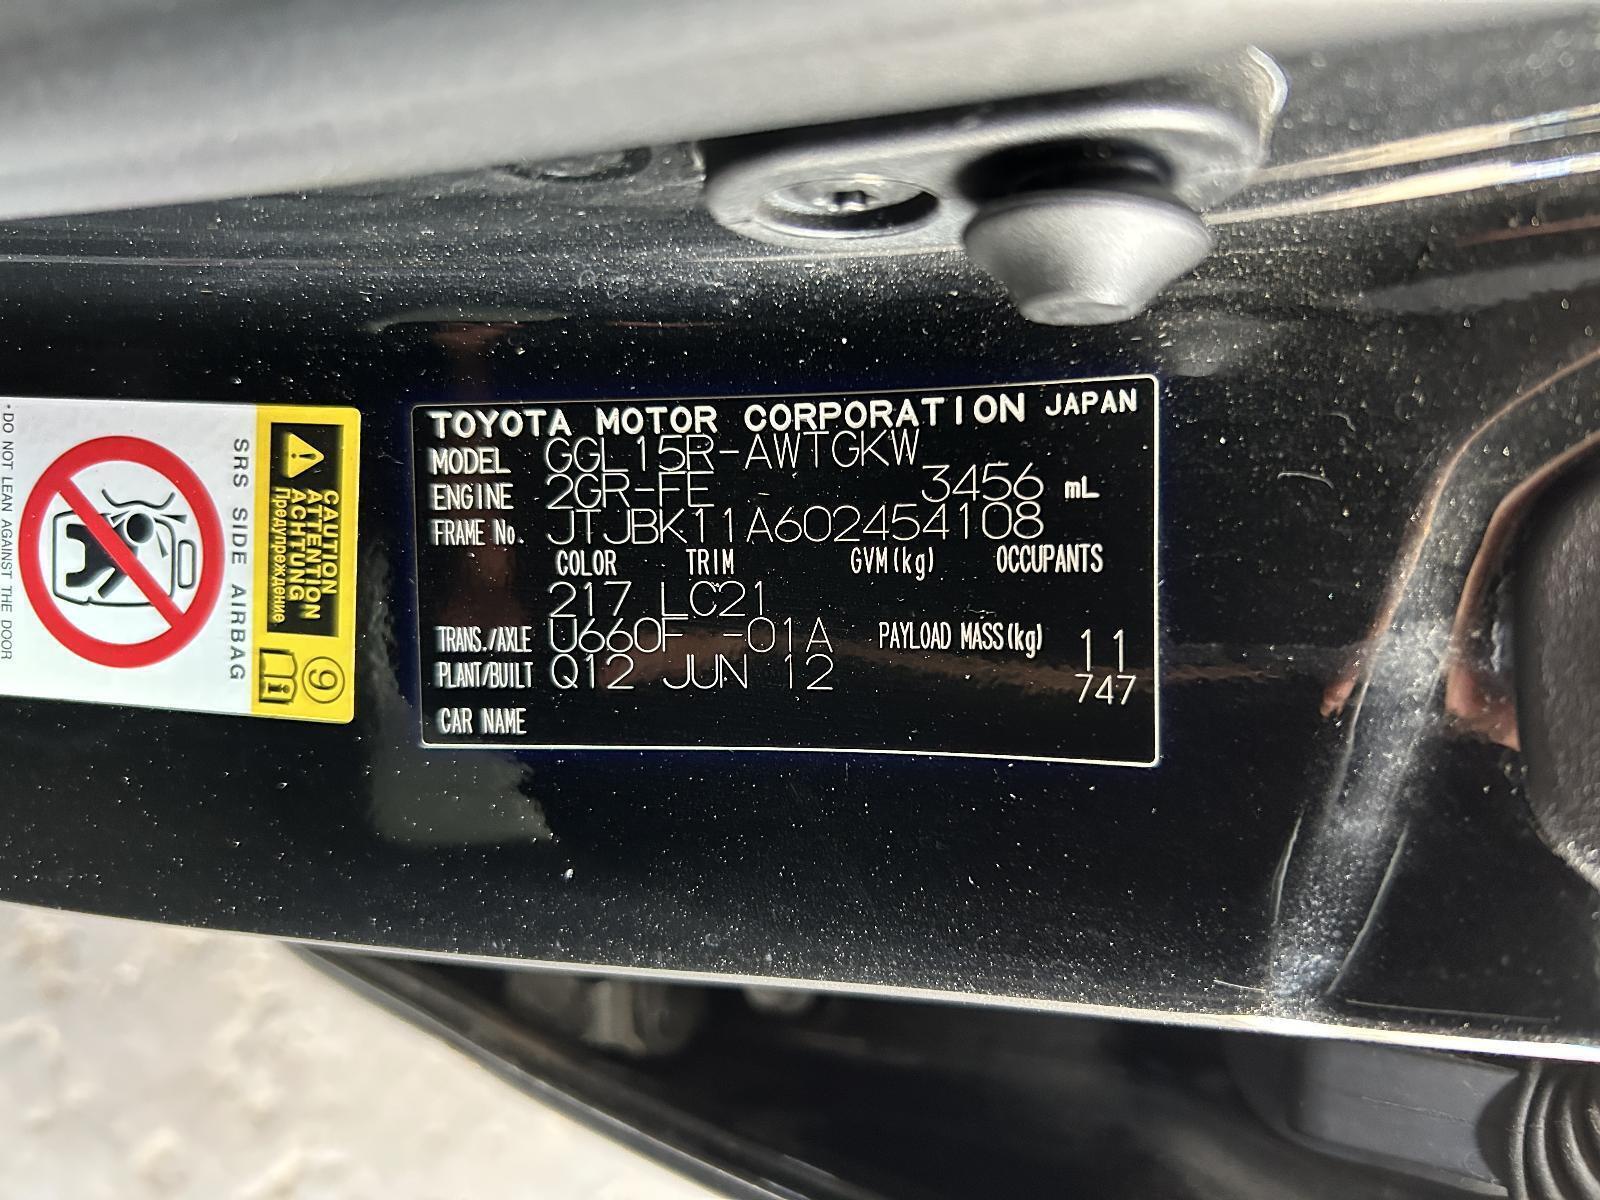 TOYOTA MOTOR CORPORATION JAPAN
MODEL GGL15R-AWTGKW
ENGINE 2GR-FE 3456 mL
FRAME No. JTJBK11A602454108
COLOR TRIM GVM(kg) OCCUPANTS
217 LC21
TRANS./AXLE U660F -01A PAYLOAD MASS(kg) 11
PLANT/BUILT Q12 JUN 12 747
CAR NAME
CAUTION
ATTENTION
ACHTUNG
Предупреждение
9
SRS SIDE AIRBAG
•DO NOT LEAN AGAINST THE DOOR